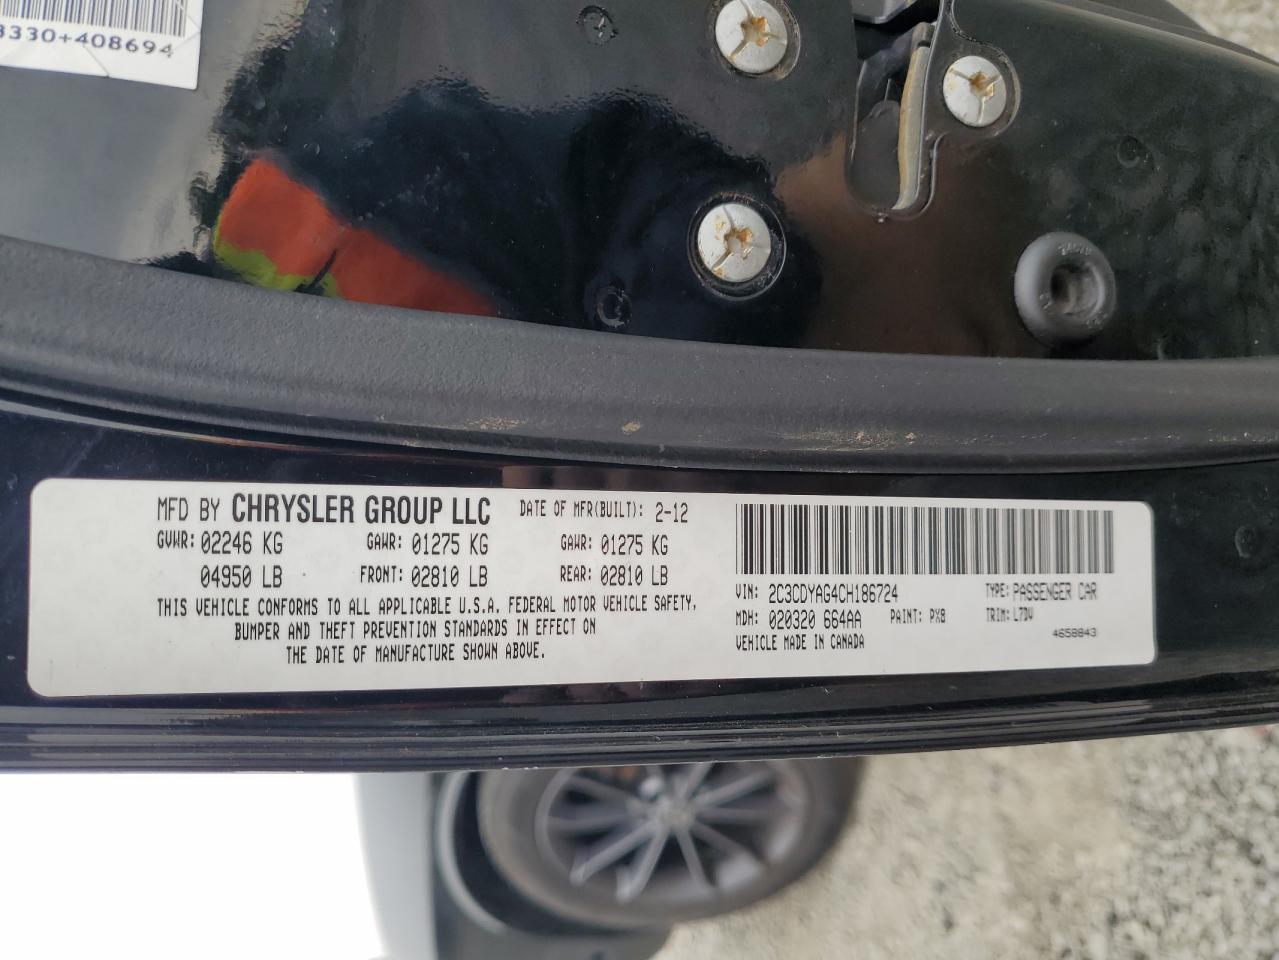 8330+408694
MFD BY CHRYSLER GROUP LLC DATE OF MFR(BUILT): 2-12
GVWR: 02246 KG GAWR: 01275 KG GAWR: 01275 KG
04950 LB FRONT: 02810 LB REAR: 02810 LB
THIS VEHICLE CONFORMS TO ALL APPLICABLE U.S.A. FEDERAL MOTOR VEHICLE SAFETY,
BUMPER AND THEFT PREVENTION STANDARDS IN EFFECT ON
THE DATE OF MANUFACTURE SHOWN ABOVE.
VIN: 2C3CDYAG4CH186724 TYPE: PASSENGER CAR
MDH: 020320 664AA PAINT: PX8 TRIM: L7DV
VEHICLE MADE IN CANADA 4658843